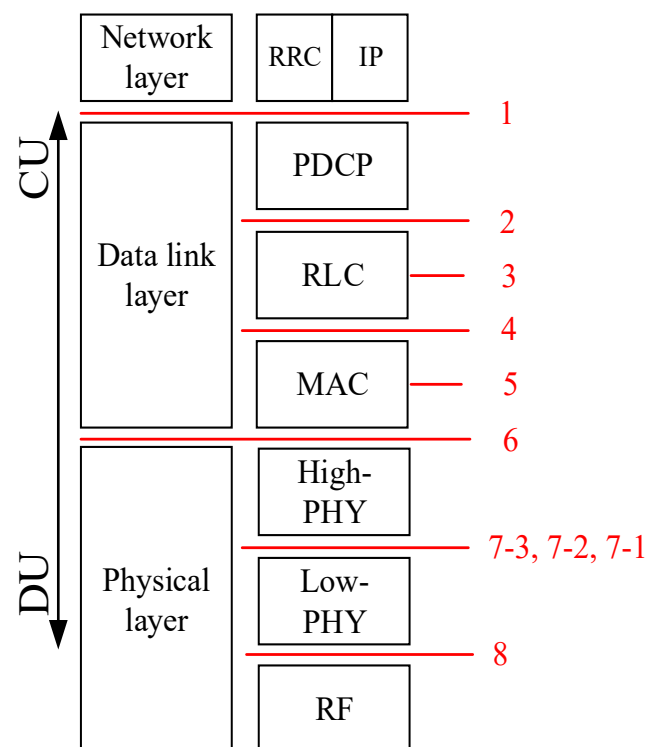 Network
layer
RRC
IP
1
CU
PDCP
2
Data link
layer
RLC
3
4
MAC
5
6
High-
PHY
7-3, 7-2, 7-1
DU
Physical
layer
Low-
PHY
8
RF